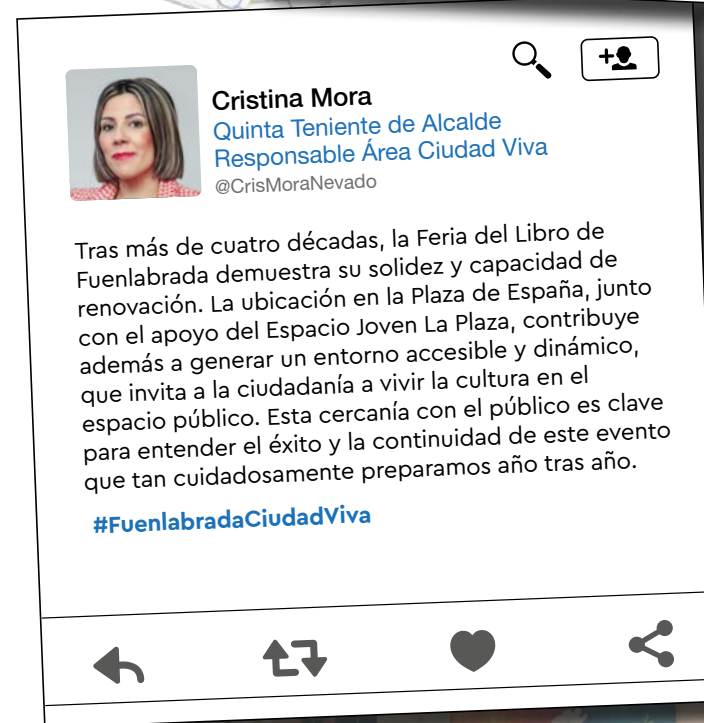 Cristina Mora
Quinta Teniente de Alcalde
Responsable Área Ciudad Viva
@CrisMoraNevado
Tras más de cuatro décadas, la Feria del Libro de
Fuenlabrada demuestra su solidez y capacidad de
renovación. La ubicación en la Plaza de España, junto
con el apoyo del Espacio Joven La Plaza, contribuye
además a generar un entorno accesible y dinámico,
que invita a la ciudadanía a vivir la cultura en el
espacio público. Esta cercanía con el público es clave
para entender el éxito y la continuidad de este evento
que tan cuidadosamente preparamos año tras año.
#FuenlabradaCiudadViva